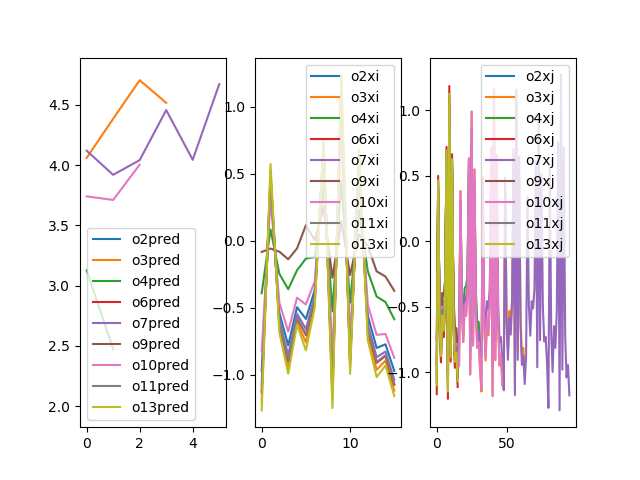 4.5
4.0
3.5
3.0
2.5
2.0
0
2
4
o2pred
o3pred
o4pred
o6pred
o7pred
o9pred
o10pred
o11pred
o13pred
1.0
0.5
0.0
−0.5
−1.0
0
10
o2xi
o3xi
o4xi
o6xi
o7xi
o9xi
o10xi
o11xi
o13xi
1.0
0.5
0.0
−0.5
−1.0
0
50
o2xj
o3xj
o4xj
o6xj
o7xj
o9xj
o10xj
o11xj
o13xj